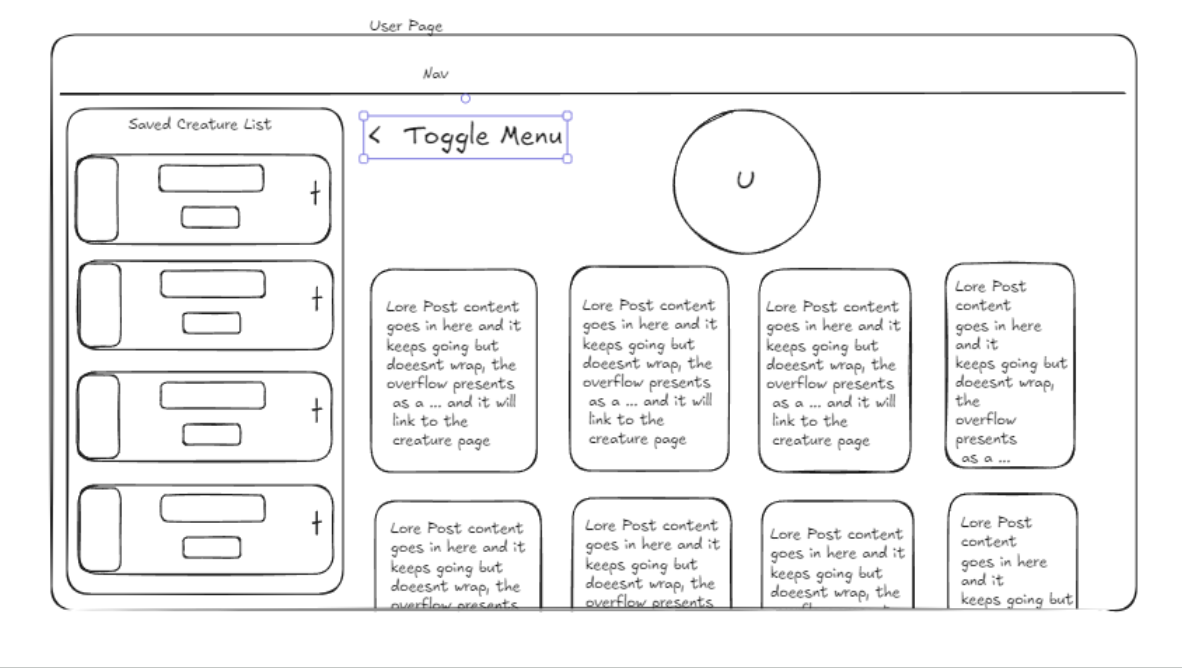 User Page
Nav
Saved Creature List
< Toggle Menu
U
Lore Post content
goes in here and it
keeps going but
doeesnt wrap, the
overflow presents
as a ... and it will
link to the
creature page
Lore Post content
goes in here and it
keeps going but
doeesnt wrap, the
overflow presents
as a ... and it will
link to the
creature page
Lore Post content
goes in here and it
keeps going but
doeesnt wrap, the
overflow presents
as a ... and it will
link to the
creature page
Lore Post
content
goes in here
and it
keeps going but
doeesnt wrap,
the
overflow
presents
as a ...
Lore Post content
goes in here and it
keeps going but
doeesnt wrap, the
overflow presents
Lore Post content
goes in here and it
keeps going but
doeesnt wrap, the
overflow presents
Lore Post content
goes in here and it
keeps going but
doeesnt wrap, the
Lore Post
content
goes in here
and it
keeps going but